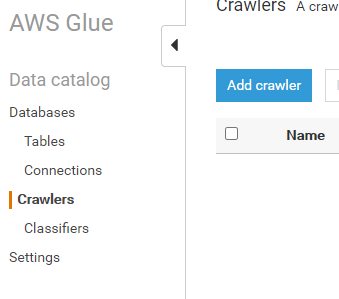 AWS Glue
Data catalog
Databases
Tables
Connections
Crawlers
Classifiers
Settings
Crawlers A craw
Add crawler
Name